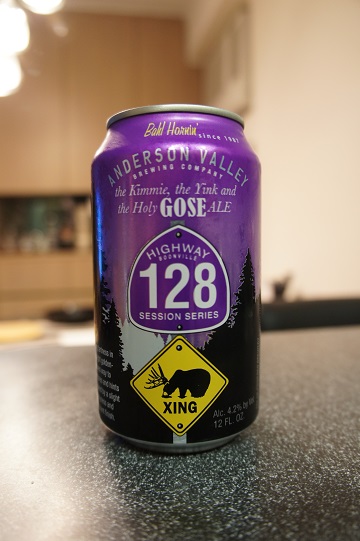 Bahl Hornin' since 1987
ANDERSON VALLEY
BREWING COMPANY
the Kimmie, the Yink and
the Holy GOSE ALE
HIGHWAY
BOONVILLE
128
SESSION SERIES
XING
Alc. 4.2% by
12 FL. OZ